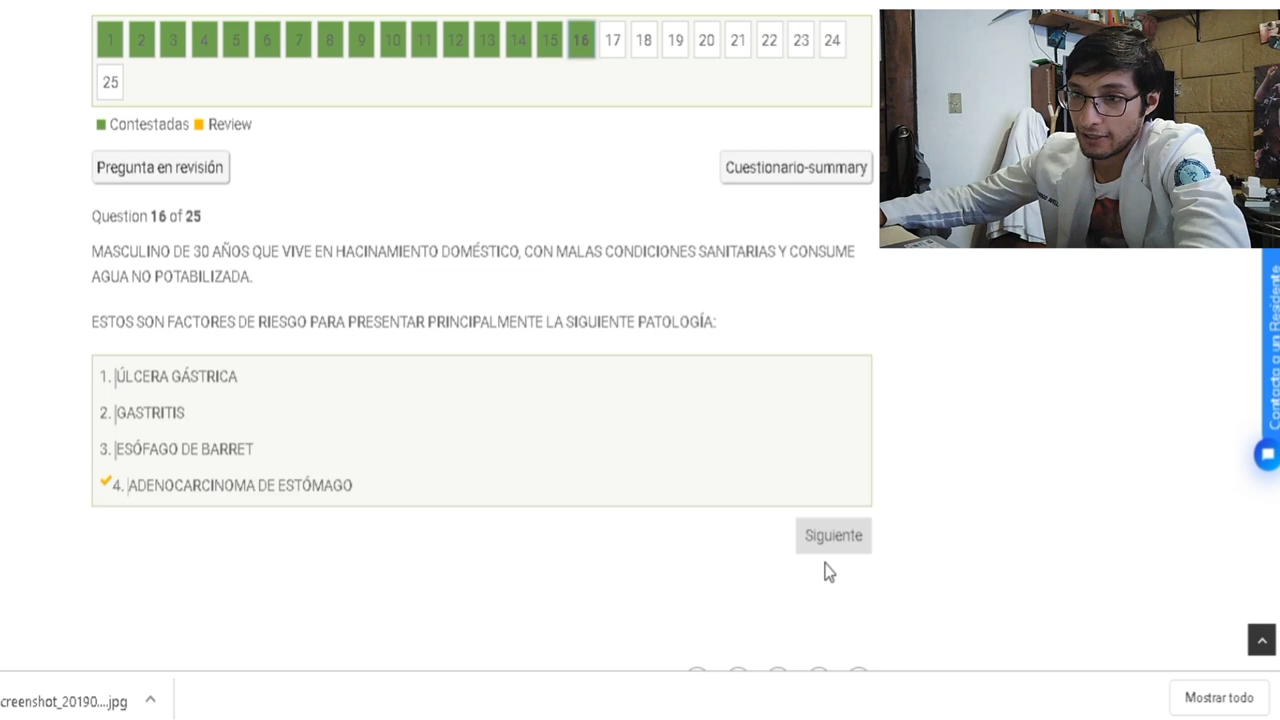 1 2 3 4 5 6 7 8 9 10 11 12 13 14 15 16 17 18 19 20 21 22 23 24
25
Contestadas Review
Pregunta en revisión Cuestionario-summary
Question 16 of 25
MASCULINO DE 30 AÑOS QUE VIVE EN HACINAMIENTO DOMÉSTICO, CON MALAS CONDICIONES SANITARIAS Y CONSUME
AGUA NO POTABILIZADA.
ESTOS SON FACTORES DE RIESGO PARA PRESENTAR PRINCIPALMENTE LA SIGUIENTE PATOLOGÍA:
1. ÚLCERA GÁSTRICA
2. GASTRITIS
3. ESÓFAGO DE BARRET
4. ADENOCARCINOMA DE ESTÓMAGO
Siguiente
Contacta a un Residente
creenshot_20190....jpg
Mostrar todo